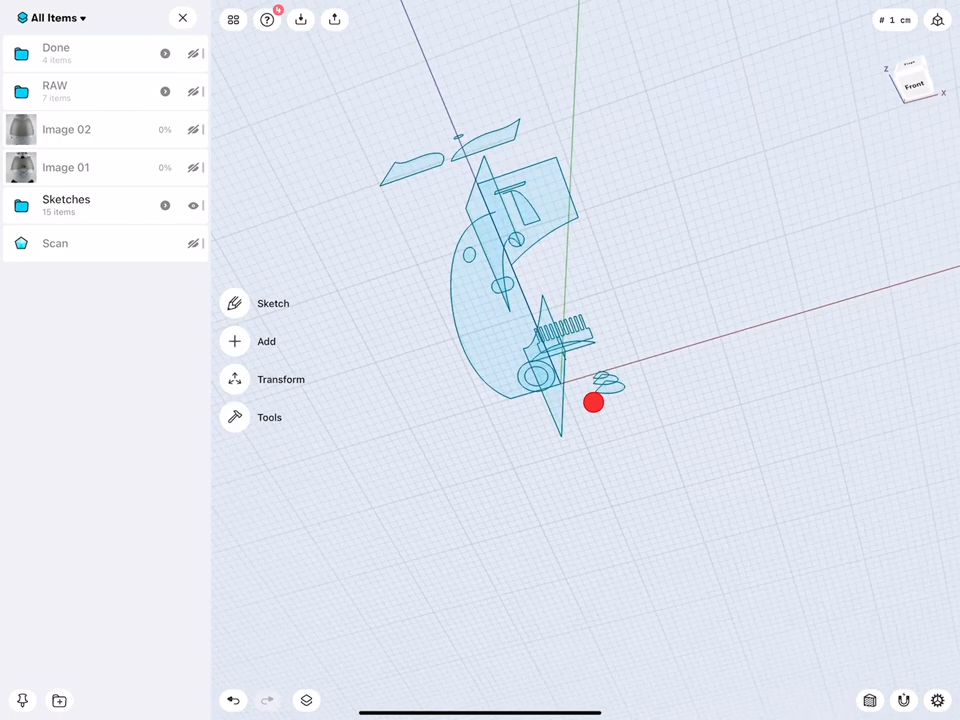 All Items
4
# 1 cm
Done
4 items
RAW
7 items
Image 02
0%
Image 01
0%
Sketches
15 items
Scan
Sketch
Add
Transform
Tools
Z
Front
X